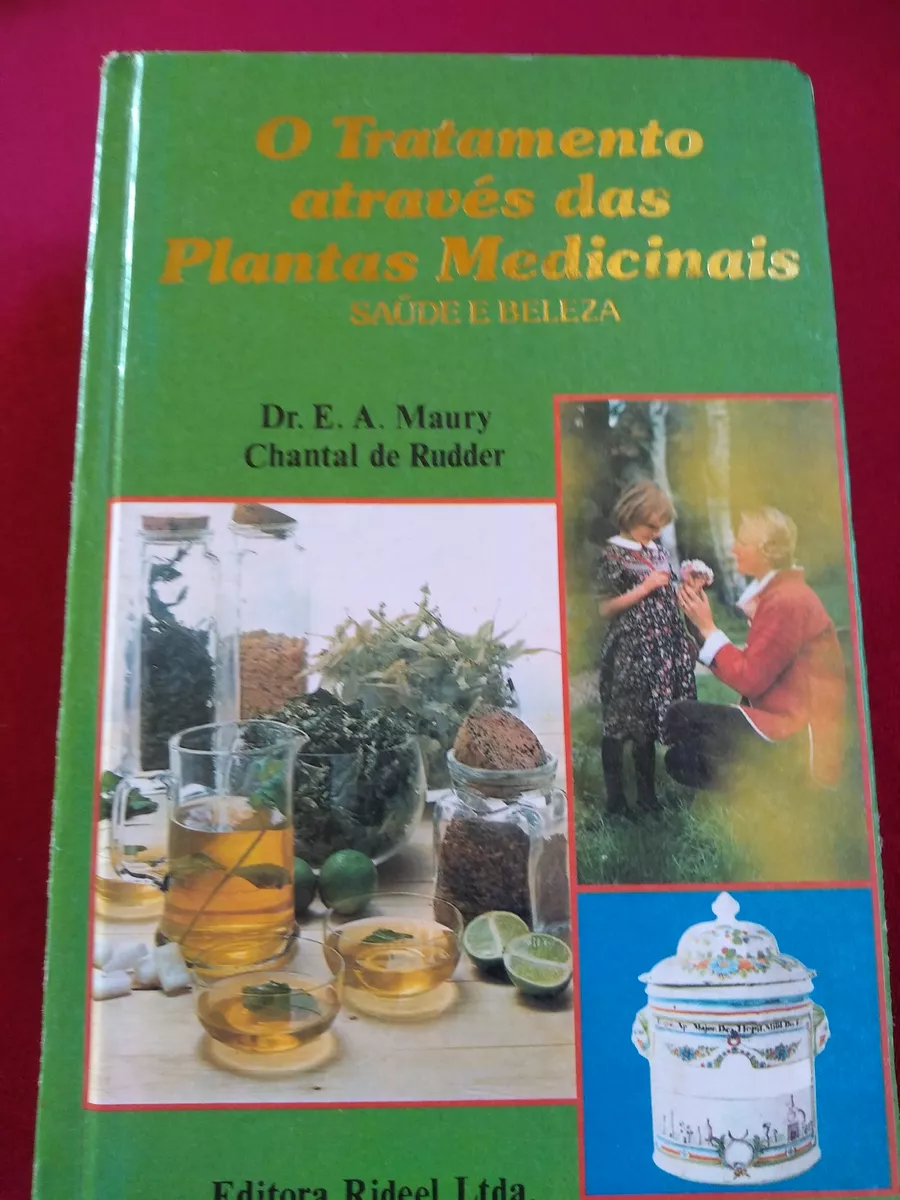 O Tratamento
através das
Plantas Medicinais
SAÚDE E BELEZA
Dr. E. A. Maury
Chantal de Rudder
Editora Rideel Ltda.